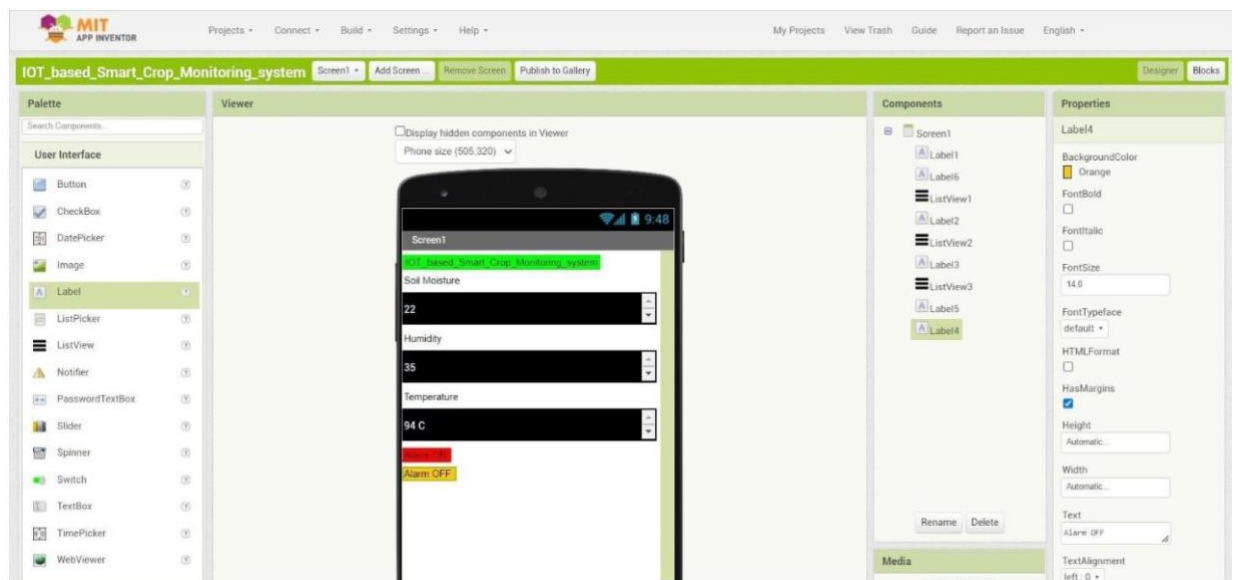 MIT
APP INVENTOR
Projects Connect Build Settings Help My Projects View Trash Guide Report an Issue English
IOT_based_Smart_Crop_Monitoring_system Screen1 Add Screen ... Remove Screen Publish to Gallery Designer Blocks
Palette
Search Components...
User Interface
Button
CheckBox
DatePicker
Image
Label
ListPicker
ListView
Notifier
PasswordTextBox
Slider
Spinner
Switch
TextBox
TimePicker
WebViewer
Viewer
Display hidden components in Viewer
Phone size (505,320)
9:48
Screen1
IOT_based_Smart_Crop_Monitoring_system
Soil Moisture
22
Humidity
35
Temperature
94 C
Alarm ON
Alarm OFF
Components
Screen1
Label1
Label6
ListView1
Label2
ListView2
Label3
ListView3
Label5
Label4
Rename Delete
Media
Properties
Label4
BackgroundColor
Orange
FontBold
FontItalic
FontSize
14.0
FontTypeface
default
HTMLFormat
HasMargins
Height
Automatic...
Width
Automatic...
Text
Alarm OFF
TextAlignment
left : 0